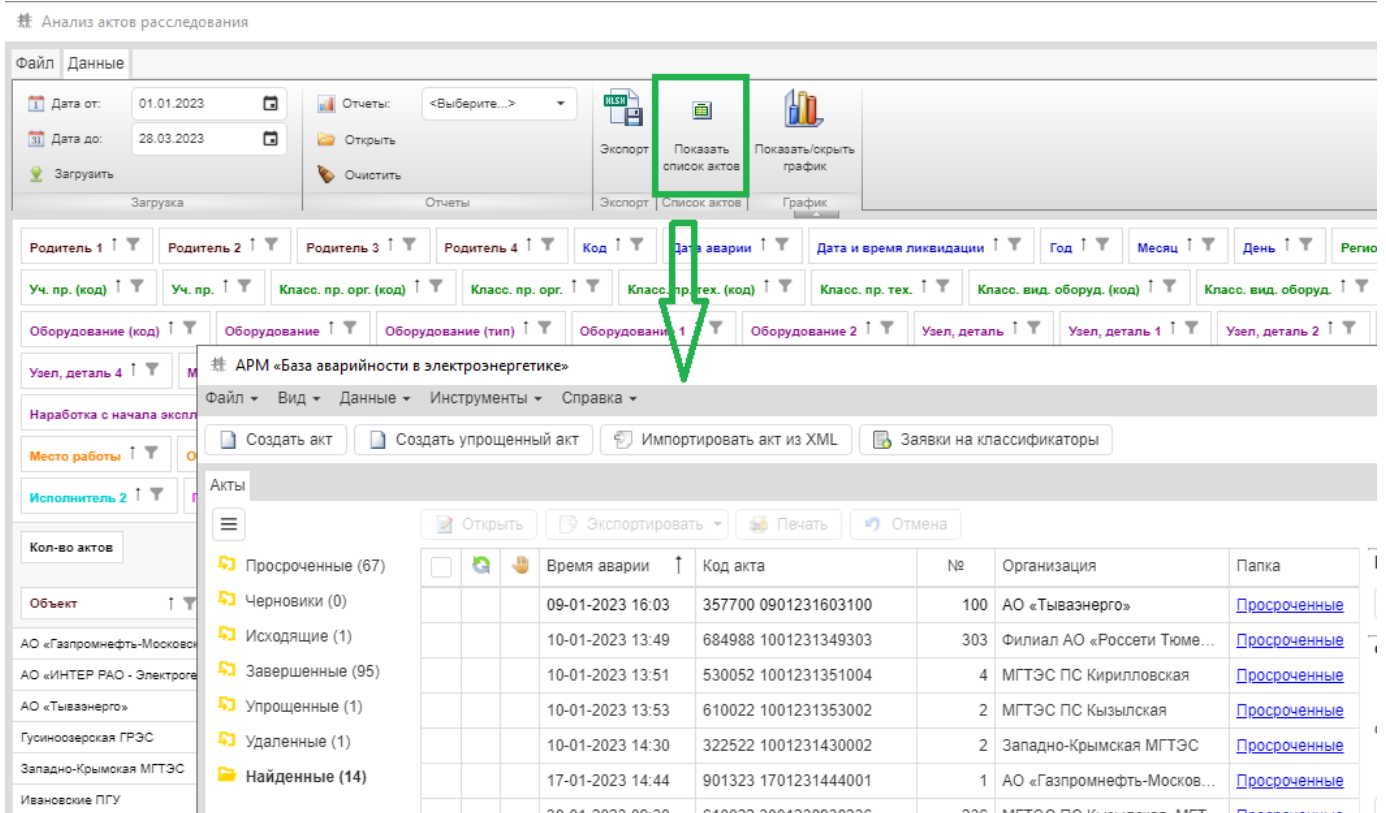 Анализ актов расследования
Файл Данные
Дата от: 01.01.2023 Отчеты: <Выберите...> XLSX
Дата до: 28.03.2023 Открыть Экспорт Показать список актов Показать/скрыть график
Загрузить Очистить
Загрузка Отчеты Экспорт Список актов График
Родитель 1 Родитель 2 Родитель 3 Родитель 4 Код Дата аварии Дата и время ликвидации Год Месяц День Регио
Уч. пр. (код) Уч. пр. Класс. пр. орг. (код) Класс. пр. орг. Класс. пр. тех. (код) Класс. пр. тех. Класс. вид. оборуд. (код) Класс. вид. оборуд.
Оборудование (код) Оборудование Оборудование (тип) Оборудование 1 Оборудование 2 Узел, деталь Узел, деталь 1 Узел, деталь 2
Узел, деталь 4 М
Наработка с начала экспл
Место работы О
Исполнитель 2
Кол-во актов
Объект
АО «Газпромнефть-Московск
АО «ИНТЕР РАО - Электроге
АО «Тываэнерго»
Гусиноозерская ГРЭС
Западно-Крымская МГТЭС
Ивановские ПГУ
АРМ «База аварийности в электроэнергетике»
Файл Вид Данные Инструменты Справка
Создать акт Создать упрощенный акт Импортировать акт из XML Заявки на классификаторы
Акты
Открыть Экспортировать Печать Отмена
Просроченные (67)
Черновики (0)
Исходящие (1)
Завершенные (95)
Упрощенные (1)
Удаленные (1)
Найденные (14)
Время аварии Код акта № Организация Папка
09-01-2023 16:03 357700 0901231603100 100 АО «Тываэнерго» Просроченные
10-01-2023 13:49 684988 1001231349303 303 Филиал АО «Россети Тюме... Просроченные
10-01-2023 13:51 530052 1001231351004 4 МГТЭС ПС Кирилловская Просроченные
10-01-2023 13:53 610022 1001231353002 2 МГТЭС ПС Кызылская Просроченные
10-01-2023 14:30 322522 1001231430002 2 Западно-Крымская МГТЭС Просроченные
17-01-2023 14:44 901323 1701231444001 1 АО «Газпромнефть-Москов... Просроченные